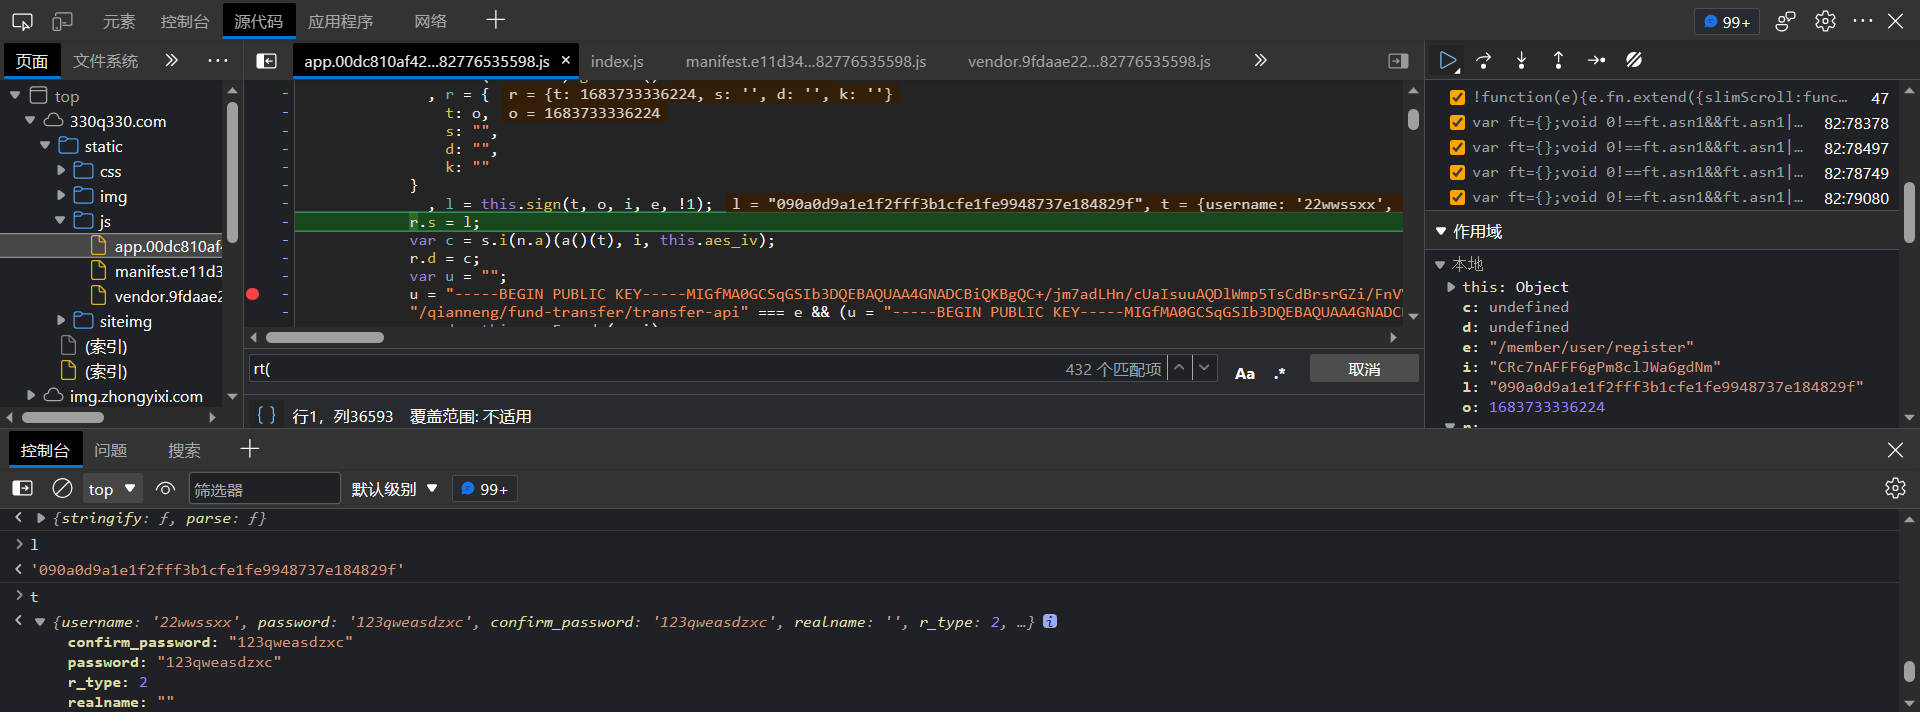 元素 控制台 源代码 应用程序 网络 99+
页面 文件系统 app.00dc810af42...82776535598.js × index.js manifest.e11d34...82776535598.js vendor.9fdaae22...82776535598.js
top
330q330.com
static
css
img
js
app.00dc810af4
manifest.e11d3
vendor.9fdaae2
siteimg
(索引)
(索引)
img.zhongyixi.com
- , r = { r = {t: 1683733336224, s: '', d: '', k: ''}
- t: o, o = 1683733336224
- s: "",
- d: "",
- k: ""
- }
- , l = this.sign(t, o, i, e, !1); l = "090a0d9a1e1f2fff3b1cfe1fe9948737e184829f", t = {username: '22wwssxx',
- r.s = l;
- var c = s.i(n.a)(a()(t), i, this.aes_iv);
- r.d = c;
- var u = "";
- u = "-----BEGIN PUBLIC KEY-----MIGfMA0GCSqGSIb3DQEBAQUAA4GNADCBiQKBgQC+/jm7adLHn/cUaIsuuAQDlWmp5TsCdBrsrGZi/FnV
- "/qianneng/fund-transfer/transfer-api" === e && (u = "-----BEGIN PUBLIC KEY-----MIGfMA0GCSqGSIb3DQEBAQUAA4GNADC
rt( 432 个匹配项 Aa .* 取消
{ } 行1，列36593 覆盖范围: 不适用
!function(e){e.fn.extend({slimScroll:func… 47
var ft={};void 0!==ft.asn1&&ft.asn1|… 82:78378
var ft={};void 0!==ft.asn1&&ft.asn1|… 82:78497
var ft={};void 0!==ft.asn1&&ft.asn1|… 82:78749
var ft={};void 0!==ft.asn1&&ft.asn1|… 82:79080
作用域
本地
this: Object
c: undefined
d: undefined
e: "/member/user/register"
i: "CRc7nAFFF6gPm8clJWa6gdNm"
l: "090a0d9a1e1f2fff3b1cfe1fe9948737e184829f"
o: 1683733336224
控制台 问题 搜索
top 筛选器 默认级别 99+
{stringify: ƒ, parse: ƒ}
l
'090a0d9a1e1f2fff3b1cfe1fe9948737e184829f'
t
{username: '22wwssxx', password: '123qweasdzxc', confirm_password: '123qweasdzxc', realname: '', r_type: 2, …} i
confirm_password: "123qweasdzxc"
password: "123qweasdzxc"
r_type: 2
realname: ""